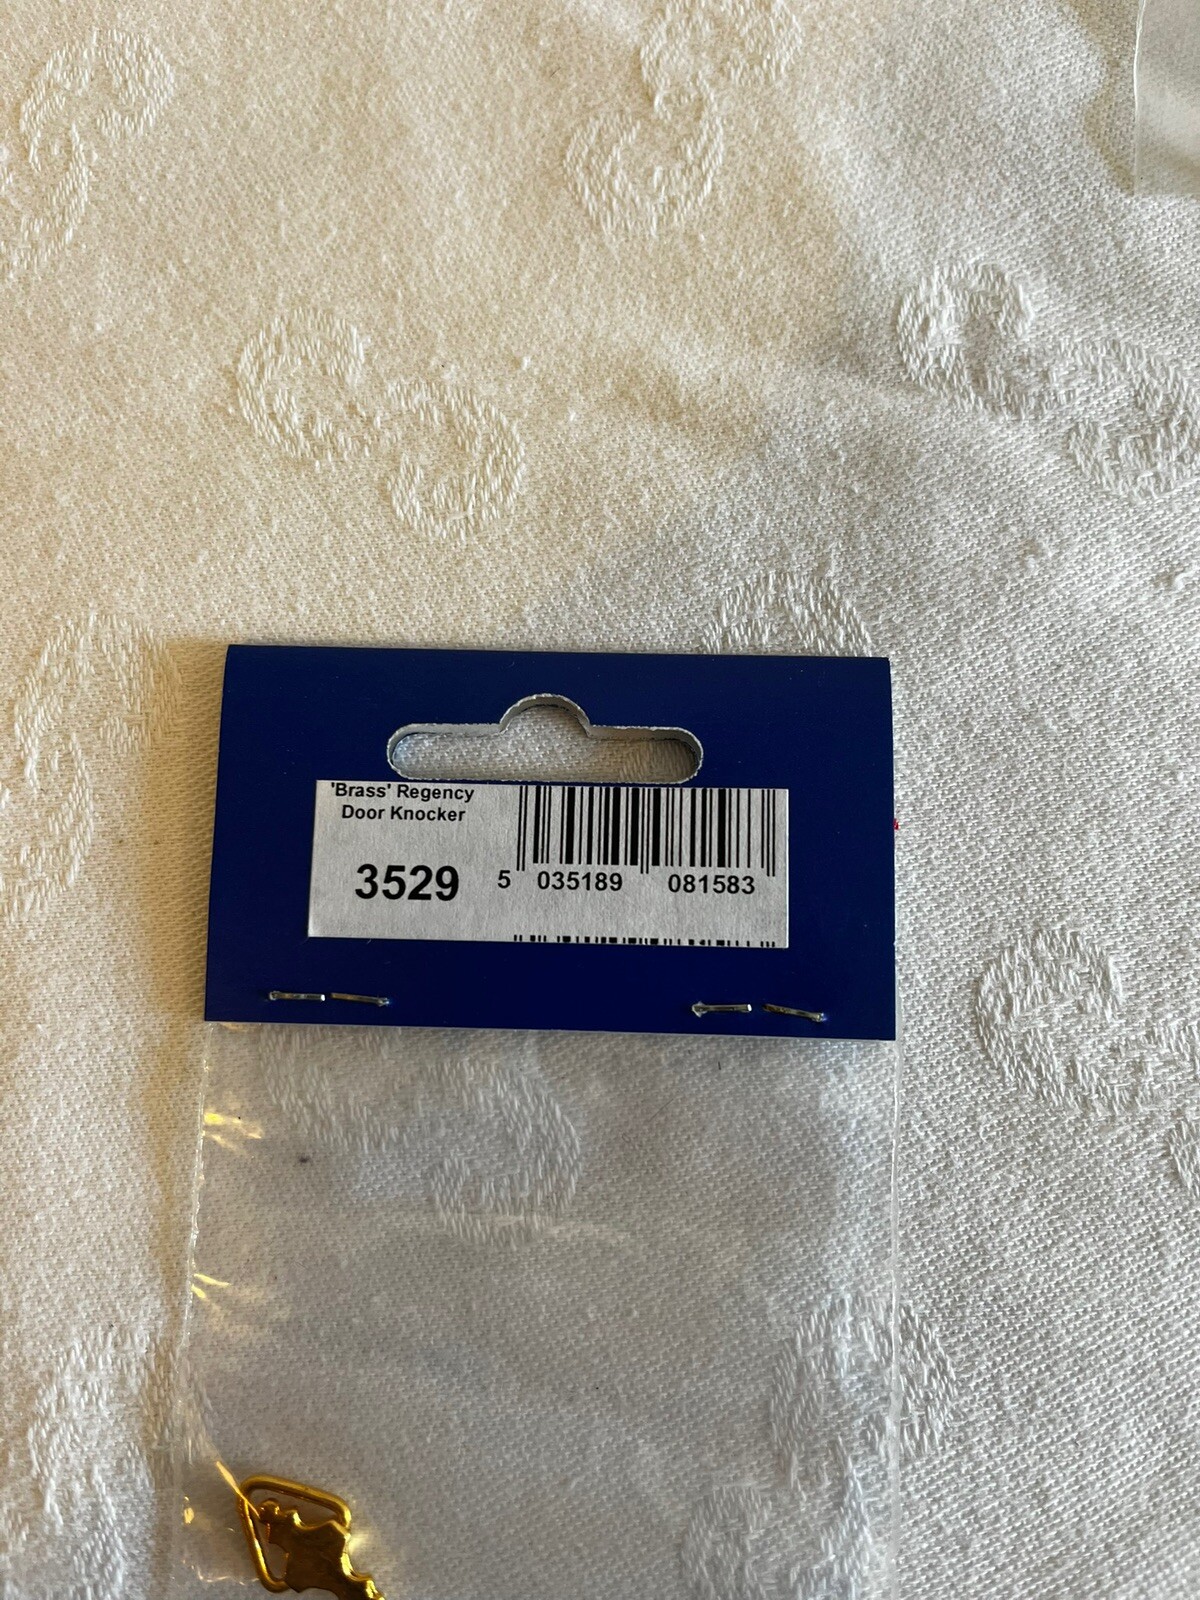 'Brass' Regency
Door Knocker
3529
5 035189 081583